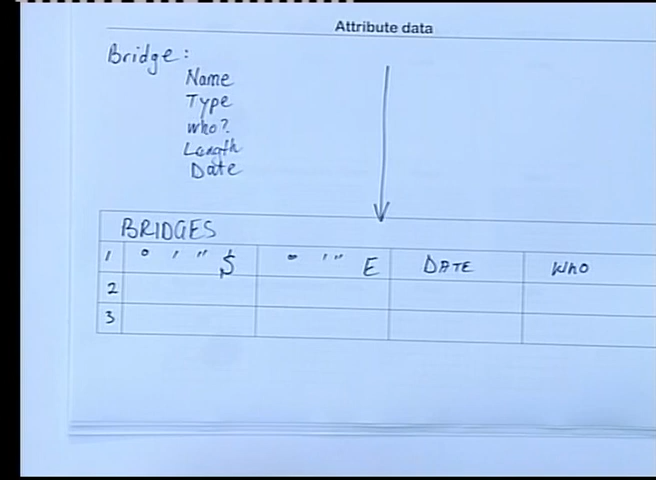 Attribute data
Bridge:
Name
Type
who?
Length
Date
BRIDGES
1 ° ' " S ° ' " E DATE WHO
2
3